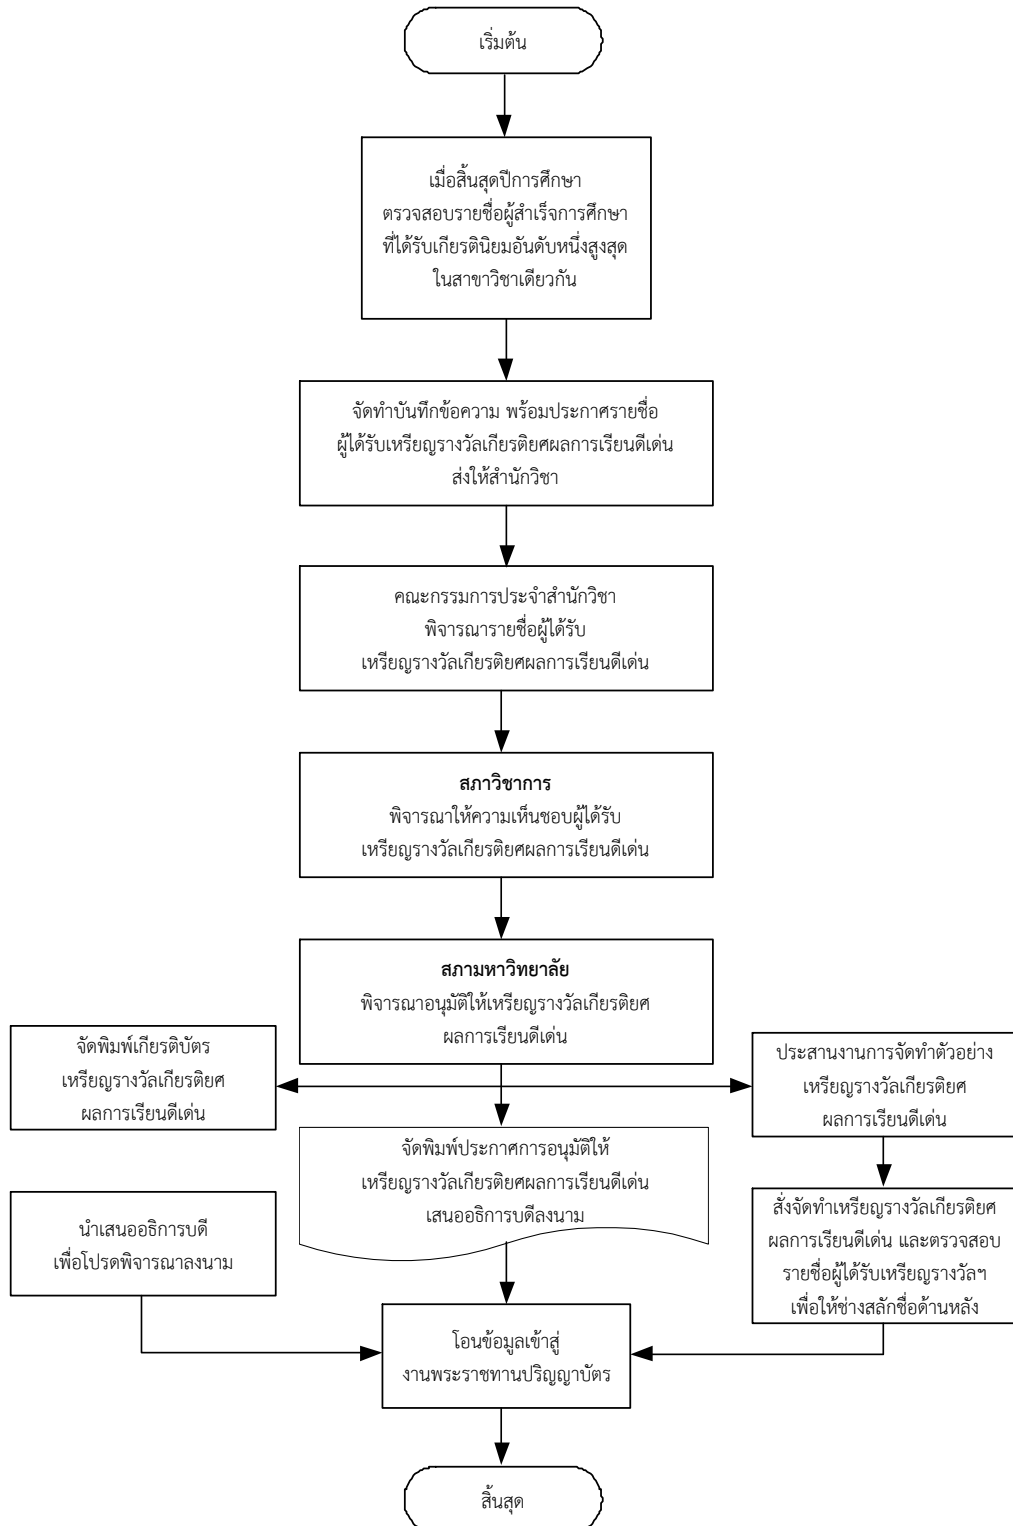 เริ่มต้น
เมื่อสิ้นสุดปีการศึกษา
ตรวจสอบรายชื่อผู้สำเร็จการศึกษา
ที่ได้รับเกียรตินิยมอันดับหนึ่งสูงสุด
ในสาขาวิชาเดียวกัน
จัดทำบันทึกข้อความ พร้อมประกาศรายชื่อ
ผู้ได้รับเหรียญรางวัลเกียรติยศผลการเรียนดีเด่น
ส่งให้สำนักวิชา
คณะกรรมการประจำสำนักวิชา
พิจารณารายชื่อผู้ได้รับ
เหรียญรางวัลเกียรติยศผลการเรียนดีเด่น
สภาวิชาการ
พิจารณาให้ความเห็นชอบผู้ได้รับ
เหรียญรางวัลเกียรติยศผลการเรียนดีเด่น
สภามหาวิทยาลัย
พิจารณาอนุมัติให้เหรียญรางวัลเกียรติยศ
ผลการเรียนดีเด่น
จัดพิมพ์เกียรติบัตร
เหรียญรางวัลเกียรติยศ
ผลการเรียนดีเด่น
ประสานงานการจัดทำตัวอย่าง
เหรียญรางวัลเกียรติยศ
ผลการเรียนดีเด่น
จัดพิมพ์ประกาศการอนุมัติให้
เหรียญรางวัลเกียรติยศผลการเรียนดีเด่น
เสนออธิการบดีลงนาม
นำเสนออธิการบดี
เพื่อโปรดพิจารณาลงนาม
สั่งจัดทำเหรียญรางวัลเกียรติยศ
ผลการเรียนดีเด่น และตรวจสอบ
รายชื่อผู้ได้รับเหรียญรางวัลฯ
เพื่อให้ช่างสลักชื่อด้านหลัง
โอนข้อมูลเข้าสู่
งานพระราชทานปริญญาบัตร
สิ้นสุด